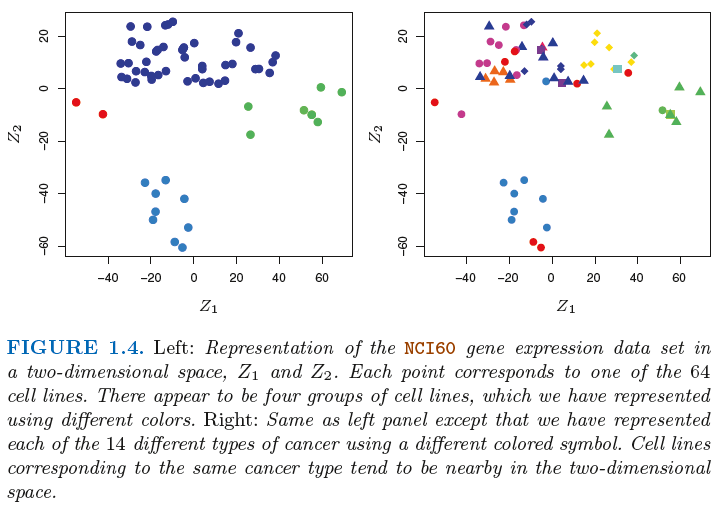 20
0
−20
−40
−60
Z2
−40 −20 0 20 40 60
Z1
20
0
−20
−40
−60
Z2
−40 −20 0 20 40 60
Z1
FIGURE 1.4. Left: Representation of the NCI60 gene expression data set in
a two-dimensional space, Z1 and Z2. Each point corresponds to one of the 64
cell lines. There appear to be four groups of cell lines, which we have represented
using different colors. Right: Same as left panel except that we have represented
each of the 14 different types of cancer using a different colored symbol. Cell lines
corresponding to the same cancer type tend to be nearby in the two-dimensional
space.